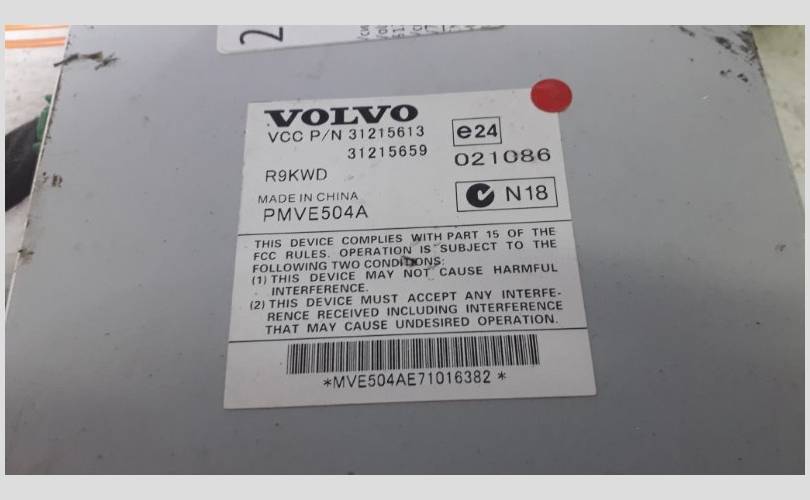 2
VOLVO
VCC P/N 31215613
31215659
e24
021086
R9KWD
N18
MADE IN CHINA
PMVE504A
THIS DEVICE COMPLIES WITH PART 15 OF THE
FCC RULES. OPERATION IS SUBJECT TO THE
FOLLOWING TWO CONDITIONS:
(1) THIS DEVICE MAY NOT CAUSE HARMFUL
INTERFERENCE.
(2) THIS DEVICE MUST ACCEPT ANY INTERFE-
RENCE RECEIVED INCLUDING INTERFERENCE
THAT MAY CAUSE UNDESIRED OPERATION.
*MVE504AE71016382*